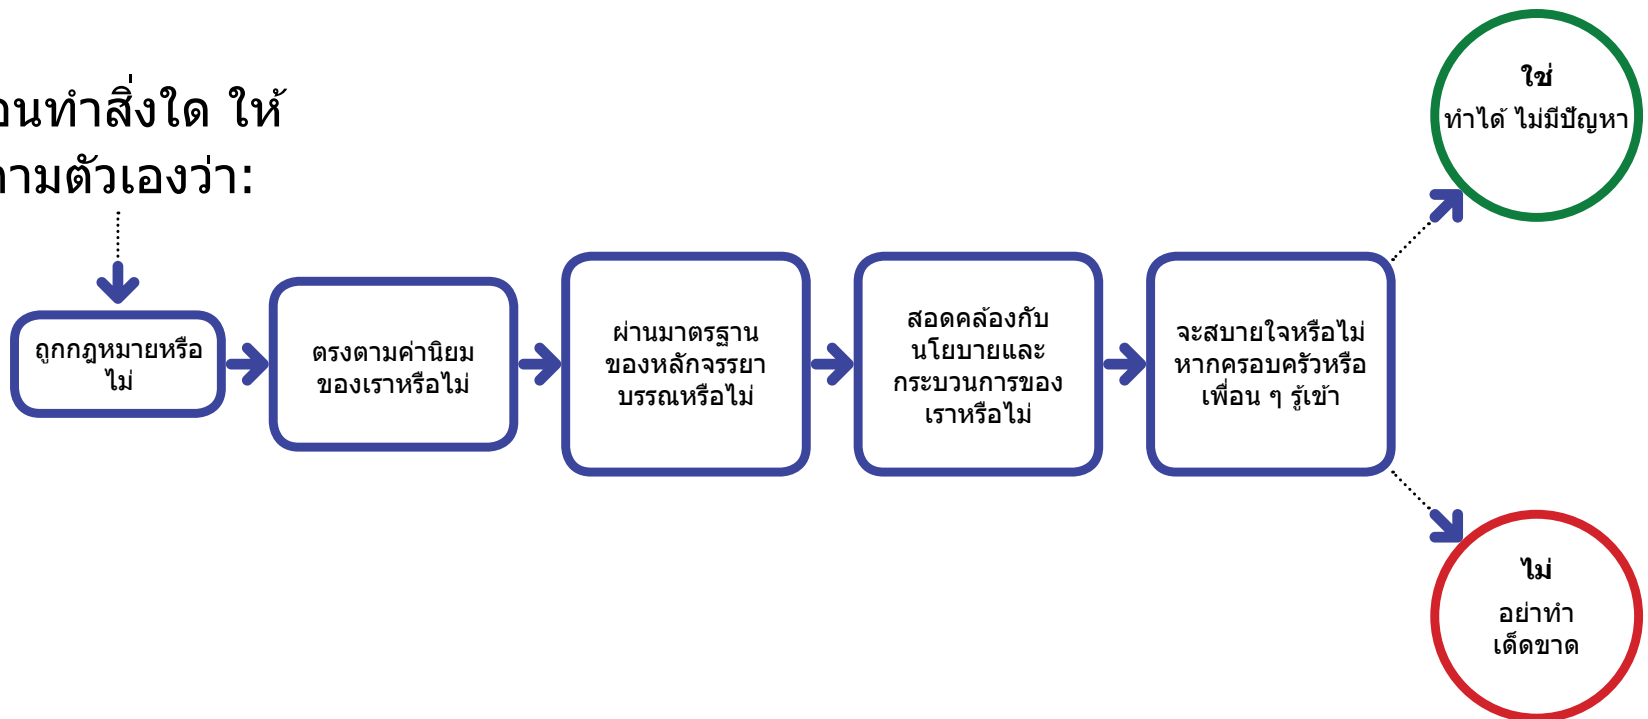 ทำสิ่งใด ให้
ตัวเองว่า:
ถูกกฎหมายหรือ
ไม่
ตรงตามค่านิยม
ของเราหรือไม่
ผ่านมาตรฐาน
ของหลักจรรยา
บรรณหรือไม่
สอดคล้องกับ
นโยบายและ
กระบวนการของ
เราหรือไม่
จะสบายใจหรือไม่
หากครอบครัวหรือ
เพื่อน ๆ รู้เข้า
ใช่
ทำได้ ไม่มีปัญหา
ไม่
อย่าทำ
เด็ดขาด